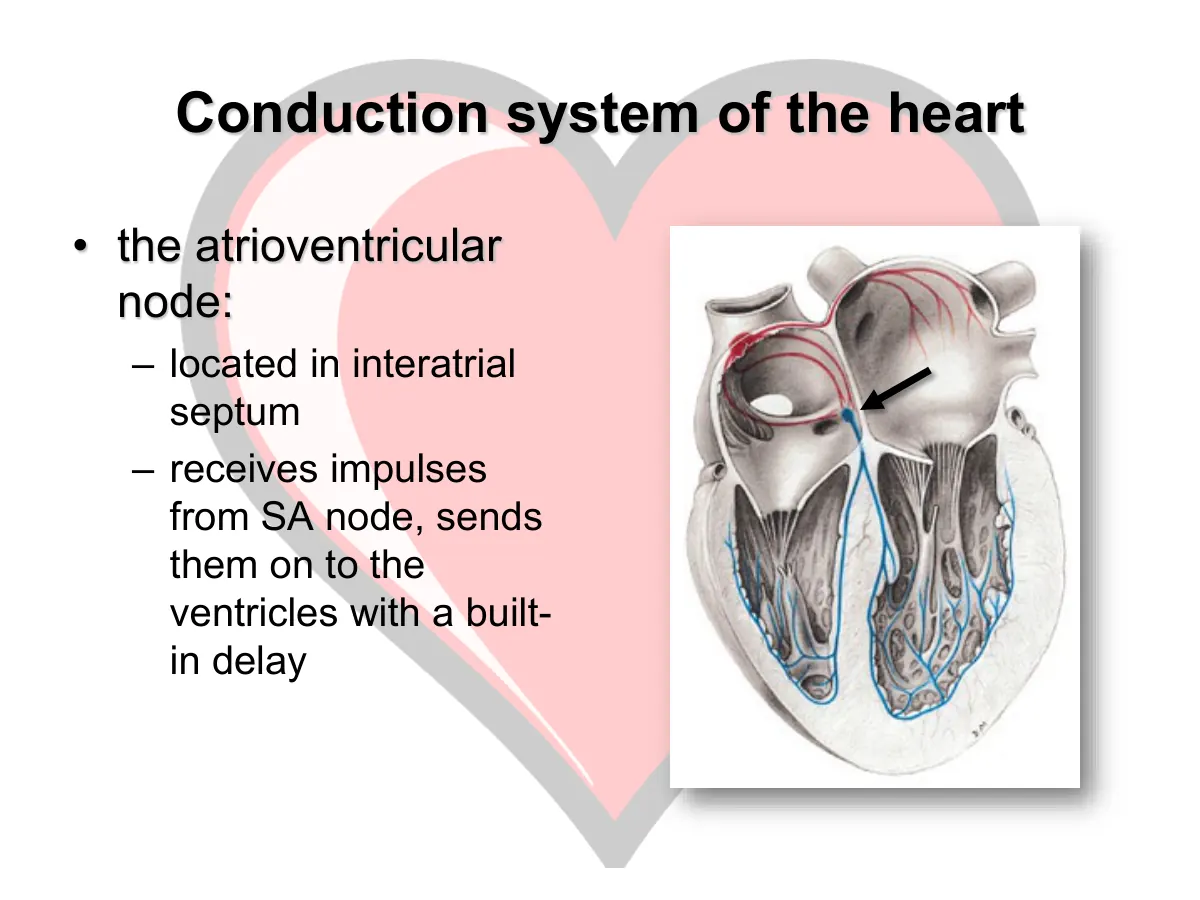 Conduction system of the heart
• the atrioventricular
node:
– located in interatrial
septum
– receives impulses
from SA node, sends
them on to the
ventricles with a built-
in delay